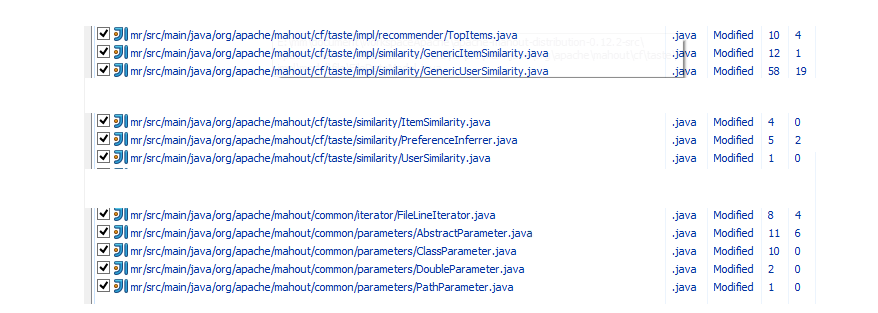 mr/src/main/java/org/apache/mahout/cf/taste/impl/recommender/TopItems.java .java Modified 10 4
mr/src/main/java/org/apache/mahout/cf/taste/impl/similarity/GenericItemSimilarity.java .java Modified 12 1
mr/src/main/java/org/apache/mahout/cf/taste/impl/similarity/GenericUserSimilarity.java .java Modified 58 19
mr/src/main/java/org/apache/mahout/cf/taste/similarity/ItemSimilarity.java .java Modified 4 0
mr/src/main/java/org/apache/mahout/cf/taste/similarity/PreferenceInferrer.java .java Modified 5 2
mr/src/main/java/org/apache/mahout/cf/taste/similarity/UserSimilarity.java .java Modified 1 0
mr/src/main/java/org/apache/mahout/common/iterator/FileLineIterator.java .java Modified 8 4
mr/src/main/java/org/apache/mahout/common/parameters/AbstractParameter.java .java Modified 11 6
mr/src/main/java/org/apache/mahout/common/parameters/ClassParameter.java .java Modified 10 0
mr/src/main/java/org/apache/mahout/common/parameters/DoubleParameter.java .java Modified 2 0
mr/src/main/java/org/apache/mahout/common/parameters/PathParameter.java .java Modified 1 0